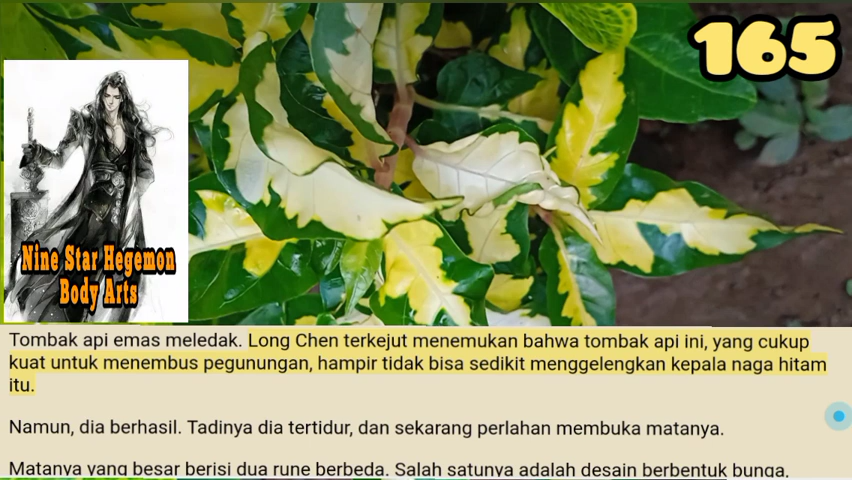 165
Nine Star Hegemon
Body Arts
Tombak api emas meledak. Long Chen terkejut menemukan bahwa tombak api ini, yang cukup
kuat untuk menembus pegunungan, hampir tidak bisa sedikit menggelengkan kepala naga hitam
itu.
Namun, dia berhasil. Tadinya dia tertidur, dan sekarang perlahan membuka matanya.
Matanya yang besar berisi dua rune berbeda. Salah satunya adalah desain berbentuk bunga,